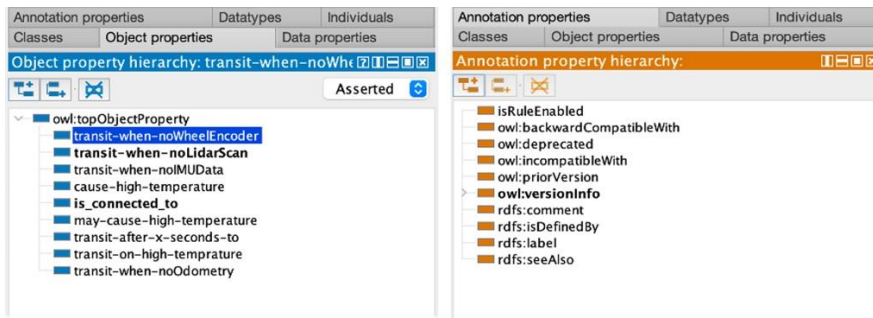 Annotation properties Datatypes Individuals
Classes Object properties Data properties
Object property hierarchy: transit-when-noWhe
Asserted
owl:topObjectProperty
transit-when-noWheelEncoder
transit-when-noLidarScan
transit-when-noIMUData
cause-high-temperature
is_connected_to
may-cause-high-temperature
transit-after-x-seconds-to
transit-on-high-temprature
transit-when-noOdometry
Annotation properties Datatypes Individuals
Classes Object properties Data properties
Annotation property hierarchy:
isRuleEnabled
owl:backwardCompatibleWith
owl:deprecated
owl:incompatibleWith
owl:priorVersion
owl:versionInfo
rdfs:comment
rdfs:isDefinedBy
rdfs:label
rdfs:seeAlso